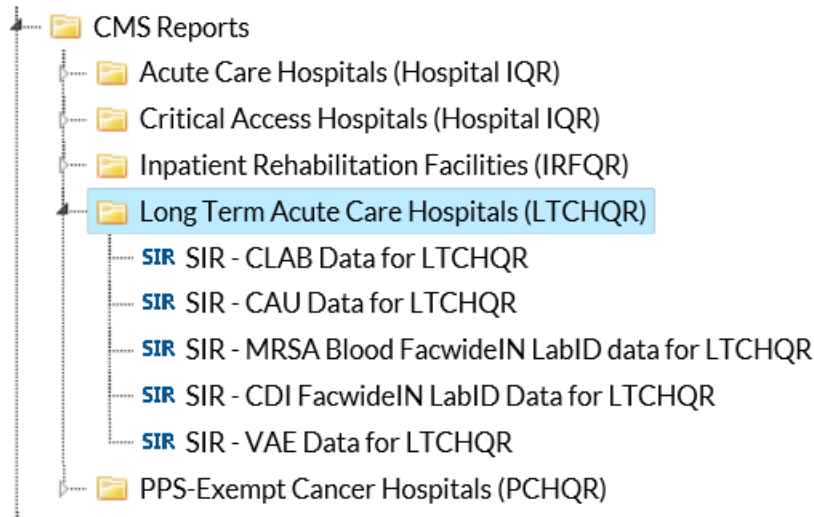 CMS Reports
Acute Care Hospitals (Hospital IQR)
Critical Access Hospitals (Hospital IQR)
Inpatient Rehabilitation Facilities (IRFQR)
Long Term Acute Care Hospitals (LTCHQR)
SIR SIR - CLAB Data for LTCHQR
SIR SIR - CAU Data for LTCHQR
SIR SIR - MRSA Blood FacwideIN LabID data for LTCHQR
SIR SIR - CDI FacwideIN LabID Data for LTCHQR
SIR SIR - VAE Data for LTCHQR
PPS-Exempt Cancer Hospitals (PCHQR)